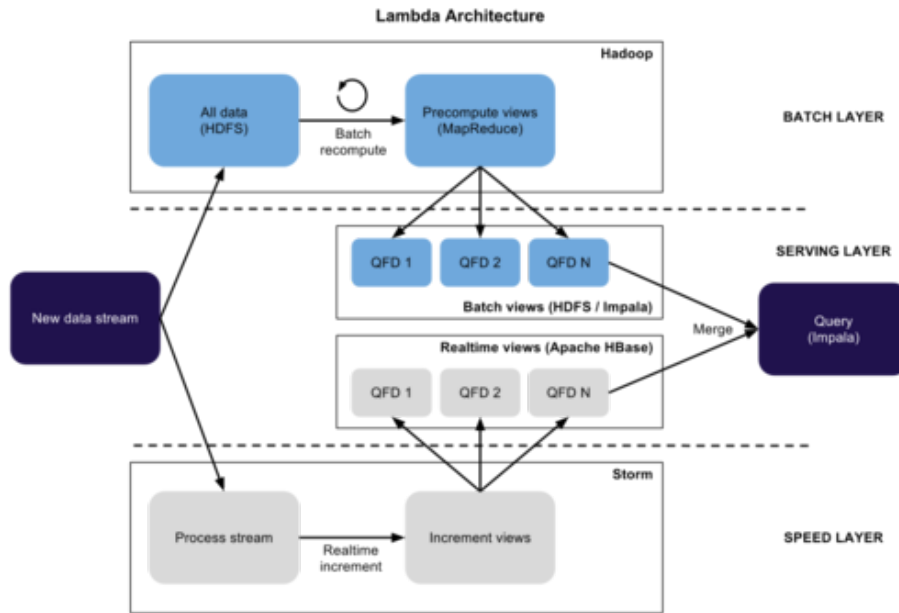 Lambda Architecture
Hadoop
All data
(HDFS)
Batch
recompute
Precompute views
(MapReduce)
BATCH LAYER
QFD 1
QFD 2
QFD N
Batch views (HDFS / Impala)
SERVING LAYER
New data stream
Merge
Query
(Impala)
Realtime views (Apache HBase)
QFD 1
QFD 2
QFD N
Storm
Process stream
Realtime
increment
Increment views
SPEED LAYER